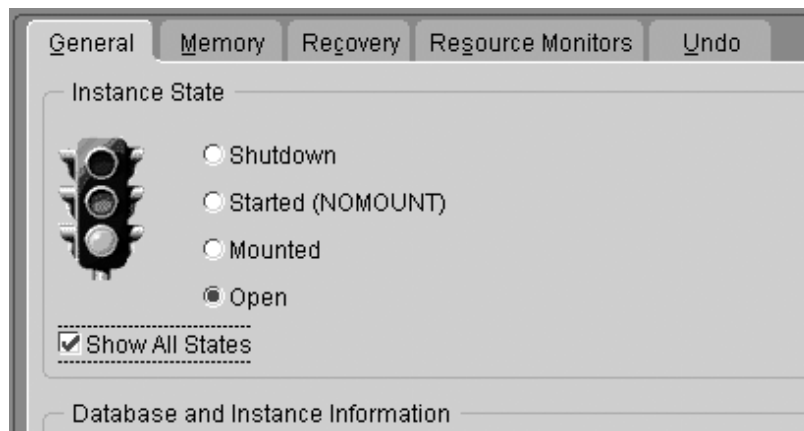 General Memory Recovery Resource Monitors Undo
Instance State
Shutdown
Started (NOMOUNT)
Mounted
Open
Show All States
Database and Instance Information